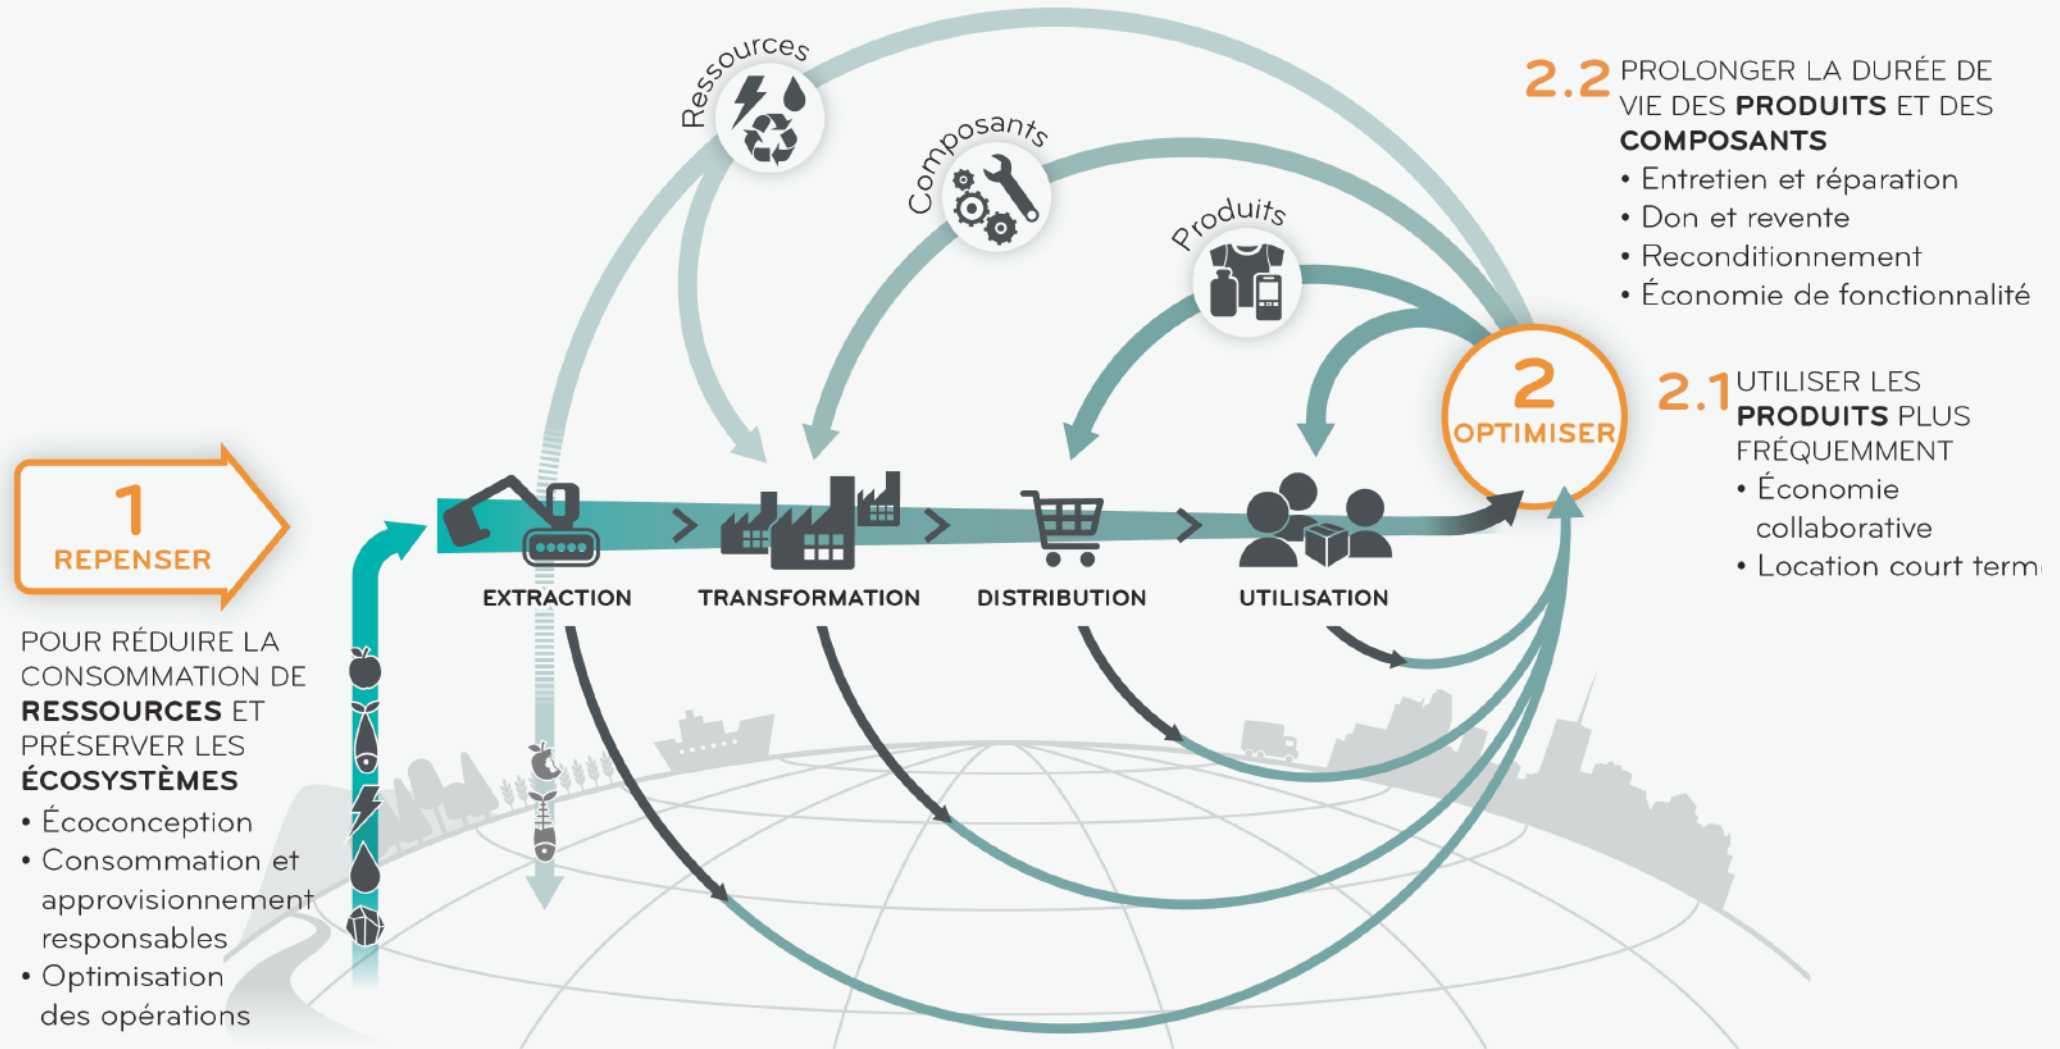 Ressources
Composants
Produits
2.2 PROLONGER LA DURÉE DE
VIE DES PRODUITS ET DES
COMPOSANTS
• Entretien et réparation
• Don et revente
• Reconditionnement
• Économie de fonctionnalité
2
OPTIMISER
2.1 UTILISER LES
PRODUITS PLUS
FRÉQUEMMENT
• Économie
collaborative
• Location court term
1
REPENSER
POUR RÉDUIRE LA
CONSOMMATION DE
RESSOURCES ET
PRÉSERVER LES
ÉCOSYSTÈMES
• Écoconception
• Consommation et
approvisionnement
responsables
• Optimisation
des opérations
EXTRACTION
TRANSFORMATION
DISTRIBUTION
UTILISATION